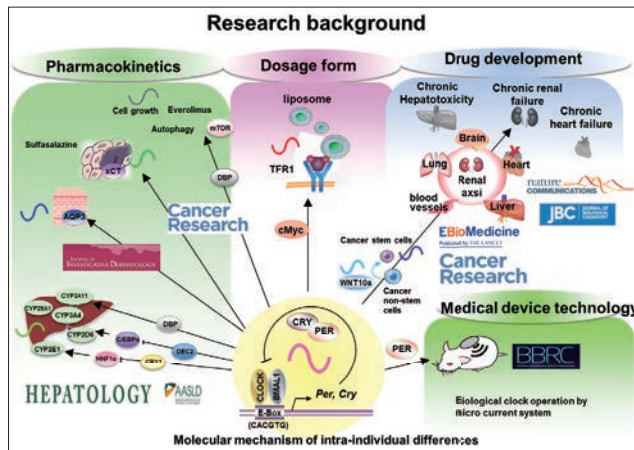 Research background
Pharmacokinetics
Dosage form
Drug development
Cell growth
Everolimus
Autophagy
mTOR
Sulfasalazine
xCT
DBP
AQP3
Cancer
Research
JOURNAL OF
INVESTIGATIVE DERMATOLOGY
CYP3A11
CYP26A1
CYP3A4
CYP2D6
CYP2E1
DBP
C/EBPα
DEC2
HNF1α
HEPATOLOGY
AASLD
liposome
TFR1
cMyc
Chronic
Hepatotoxicity
Chronic renal
failure
Chronic
heart failure
Brain
Lung
Heart
Renal
axsi
blood
vessels
Liver
nature
COMMUNICATIONS
JBC
JOURNAL OF
BIOLOGICAL
CHEMISTRY
EBioMedicine
Published by THE LANCET
Cancer
Research
Cancer stem cells
WNT10a
Cancer
non-stem
cells
CRY
PER
CLOCK
BMAL1
E-Box
(CACGTG)
Per, Cry
PER
Medical device technology
BBRC
Biological clock operation by
micro current system
Molecular mechanism of intra-individual differences